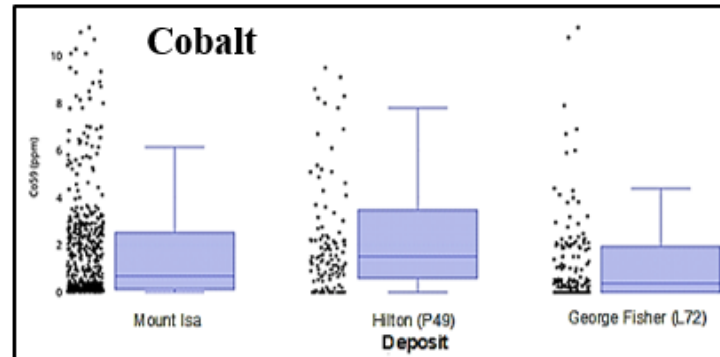 Cobalt
Co59 (ppm)
10
8
6
4
2
0
Mount Isa
Hilton (P49)
George Fisher (L72)
Deposit